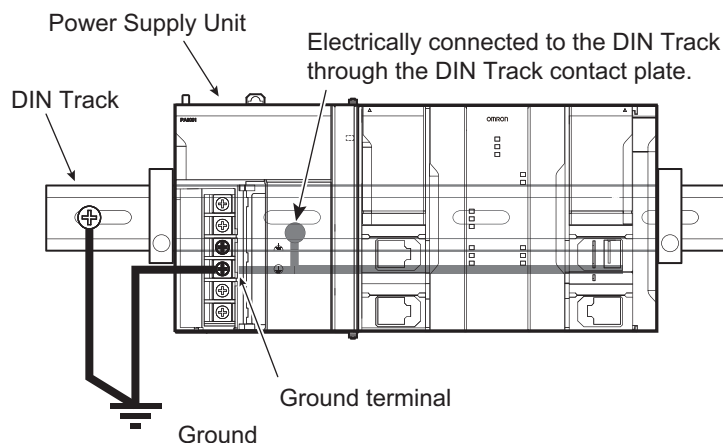 Power Supply Unit
Electrically connected to the DIN Track
through the DIN Track contact plate.
DIN Track
OMRON
Ground terminal
Ground